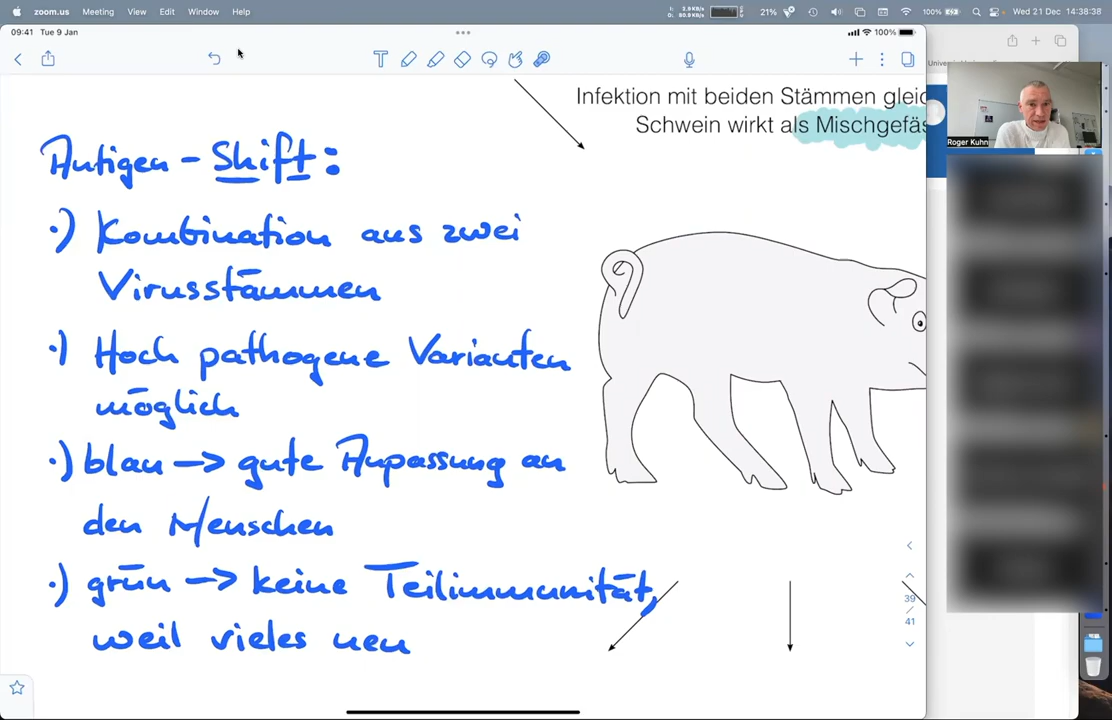 zoom.us Meeting View Edit Window Help
21% 100% Wed 21 Dec 14:38:38
09:41 Tue 9 Jan
100%
Infektion mit beiden Stämmen
Schwein wirkt als
Antigen - Shift:
•) Kombination aus zwei
Virusstämmen
•) Hoch pathogene Varianten
möglich
•) blau → gute Anpassung an
den Menschen
•) grün → keine Teilimmunität,
weil vieles neu
Roger Kuhn
39
/
41